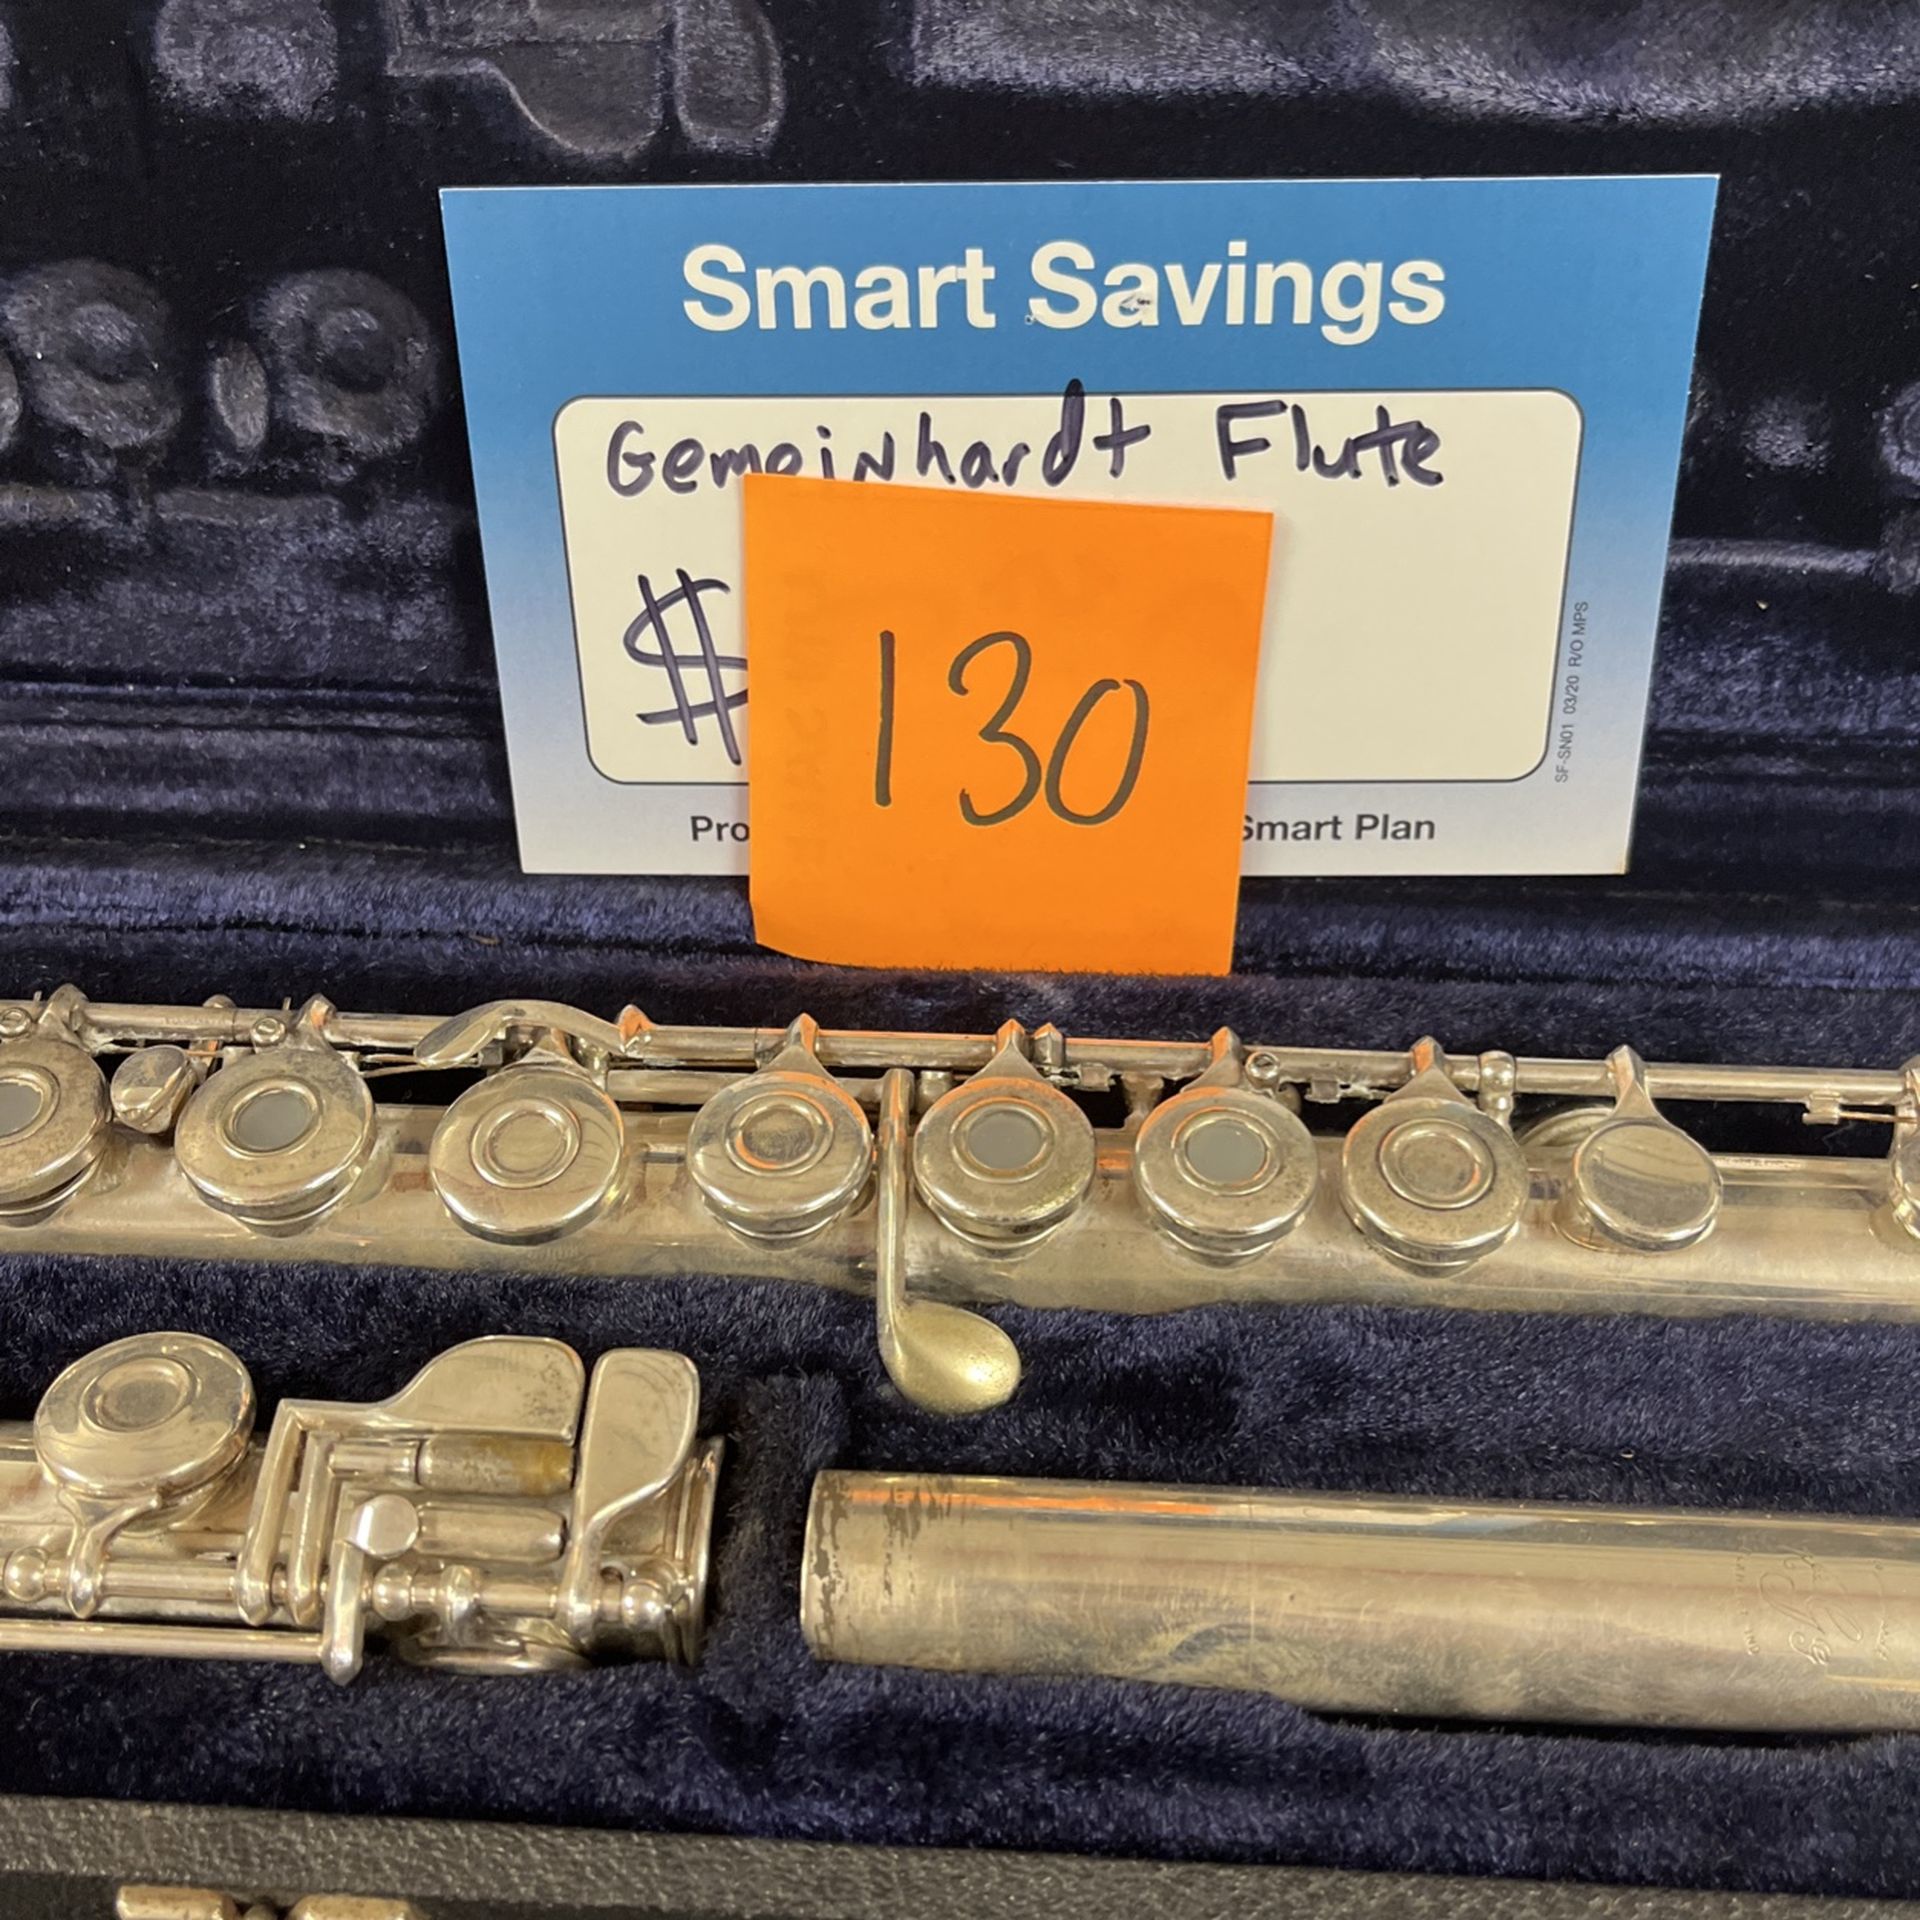 Smart Savings
Gemeinhardt Flute
$
130
Pro
Smart Plan
SF-SN01 03/20 R/O MPS